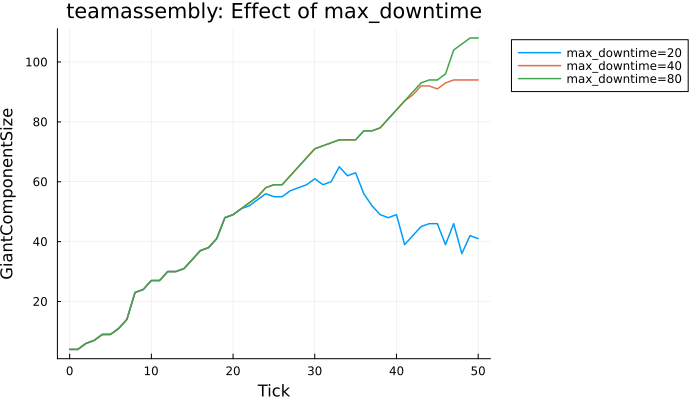 teamassembly: Effect of max_downtime
GiantComponentSize
100
80
60
40
20
0
10
20
30
40
50
Tick
max_downtime=20
max_downtime=40
max_downtime=80